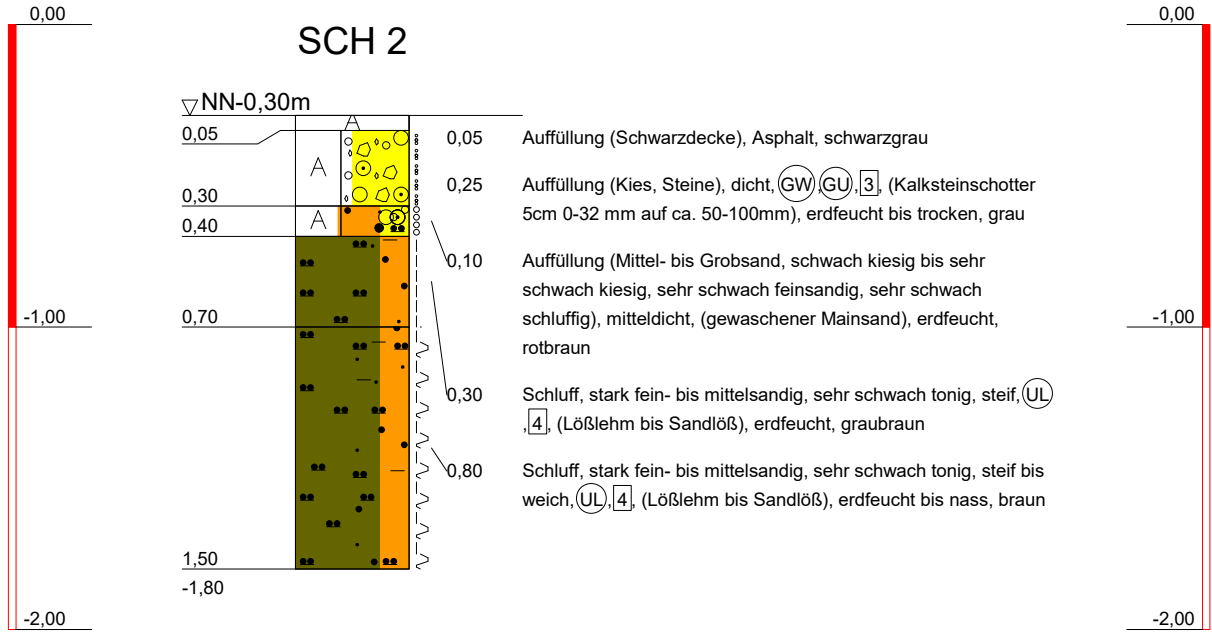 0,00
0,00
SCH 2
NN-0,30m
A
0,05
0,05 Auffüllung (Schwarzdecke), Asphalt, schwarzgrau
A
0,25 Auffüllung (Kies, Steine), dicht, GW, GU, 3, (Kalksteinschotter
5cm 0-32 mm auf ca. 50-100mm), erdfeucht bis trocken, grau
0,30
A
0,40
0,10 Auffüllung (Mittel- bis Grobsand, schwach kiesig bis sehr
schwach kiesig, sehr schwach feinsandig, sehr schwach
schluffig), mitteldicht, (gewaschener Mainsand), erdfeucht,
rotbraun
-1,00
0,70
-1,00
0,30 Schluff, stark fein- bis mittelsandig, sehr schwach tonig, steif, UL
, 4, (Lößlehm bis Sandlöß), erdfeucht, graubraun
0,80 Schluff, stark fein- bis mittelsandig, sehr schwach tonig, steif bis
weich, UL, 4, (Lößlehm bis Sandlöß), erdfeucht bis nass, braun
1,50
-1,80
-2,00
-2,00